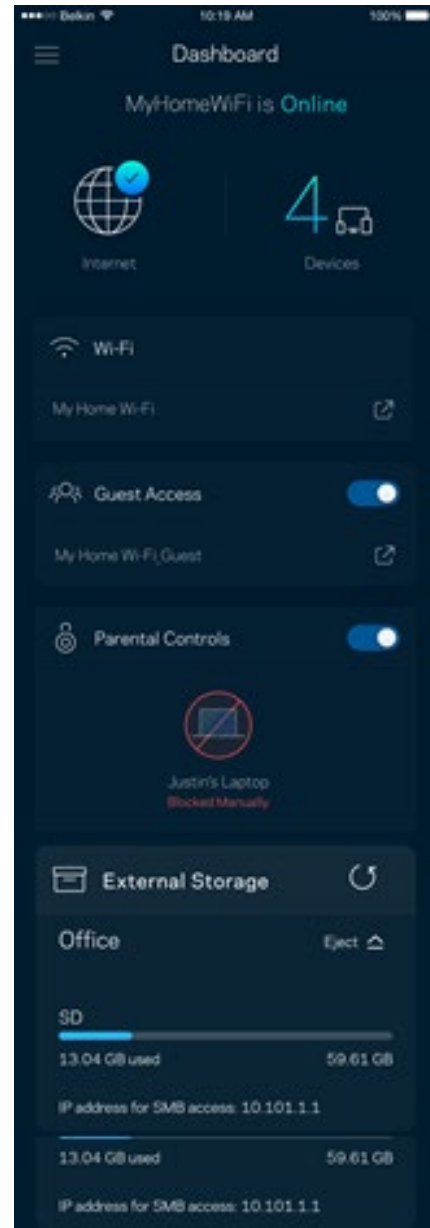 Belkin 10:19 AM 100%
Dashboard
MyHomeWiFi is Online
4
Internet Devices
Wi-Fi
My Home Wi-Fi
Guest Access
My Home Wi-Fi_Guest
Parental Controls
Justin's Laptop
Blocked Manually
External Storage
Office Eject
SD
13.04 GB used 59.61 GB
IP address for SMB access: 10.101.1.1
13.04 GB used 59.61 GB
IP address for SMB access: 10.101.1.1